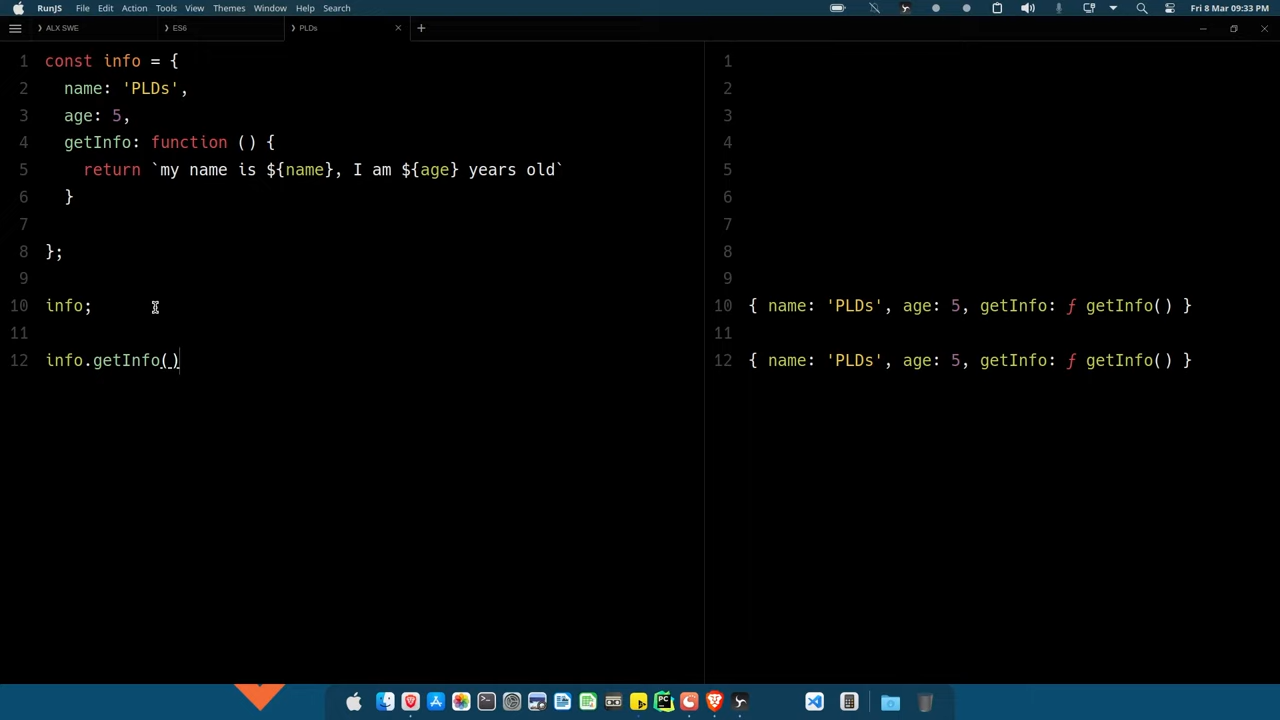 RunJS File Edit Action Tools View Themes Window Help Search Fri 8 Mar 09:33 PM
ALX SWE ES6 PLDs
1 const info = {
2 name: 'PLDs',
3 age: 5,
4 getInfo: function () {
5 return `my name is ${name}, I am ${age} years old`
6 }
7
8 };
9
10 info;
11
12 info.getInfo()
1
2
3
4
5
6
7
8
9
10 { name: 'PLDs', age: 5, getInfo: ƒ getInfo() }
11
12 { name: 'PLDs', age: 5, getInfo: ƒ getInfo() }
PC